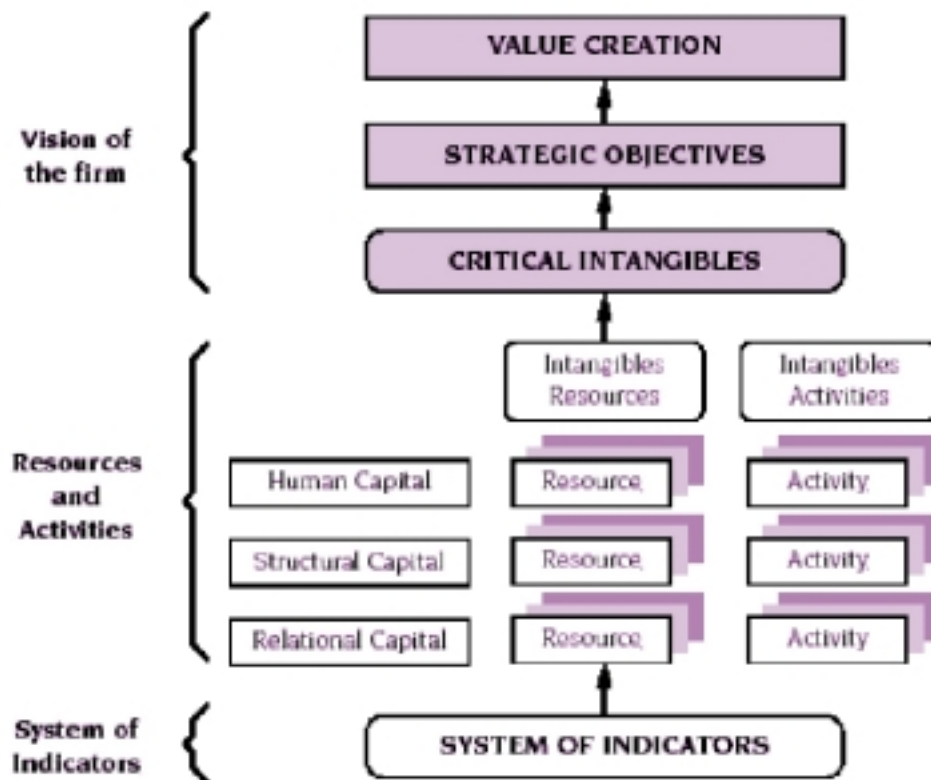 VALUE CREATION
Vision of
the firm
STRATEGIC OBJECTIVES
CRITICAL INTANGIBLES
Intangibles
Resources
Intangibles
Activities
Resources
and
Activities
Human Capital
Resource
Activity
Structural Capital
Resource
Activity
Relational Capital
Resource
Activity
System of
Indicators
SYSTEM OF INDICATORS